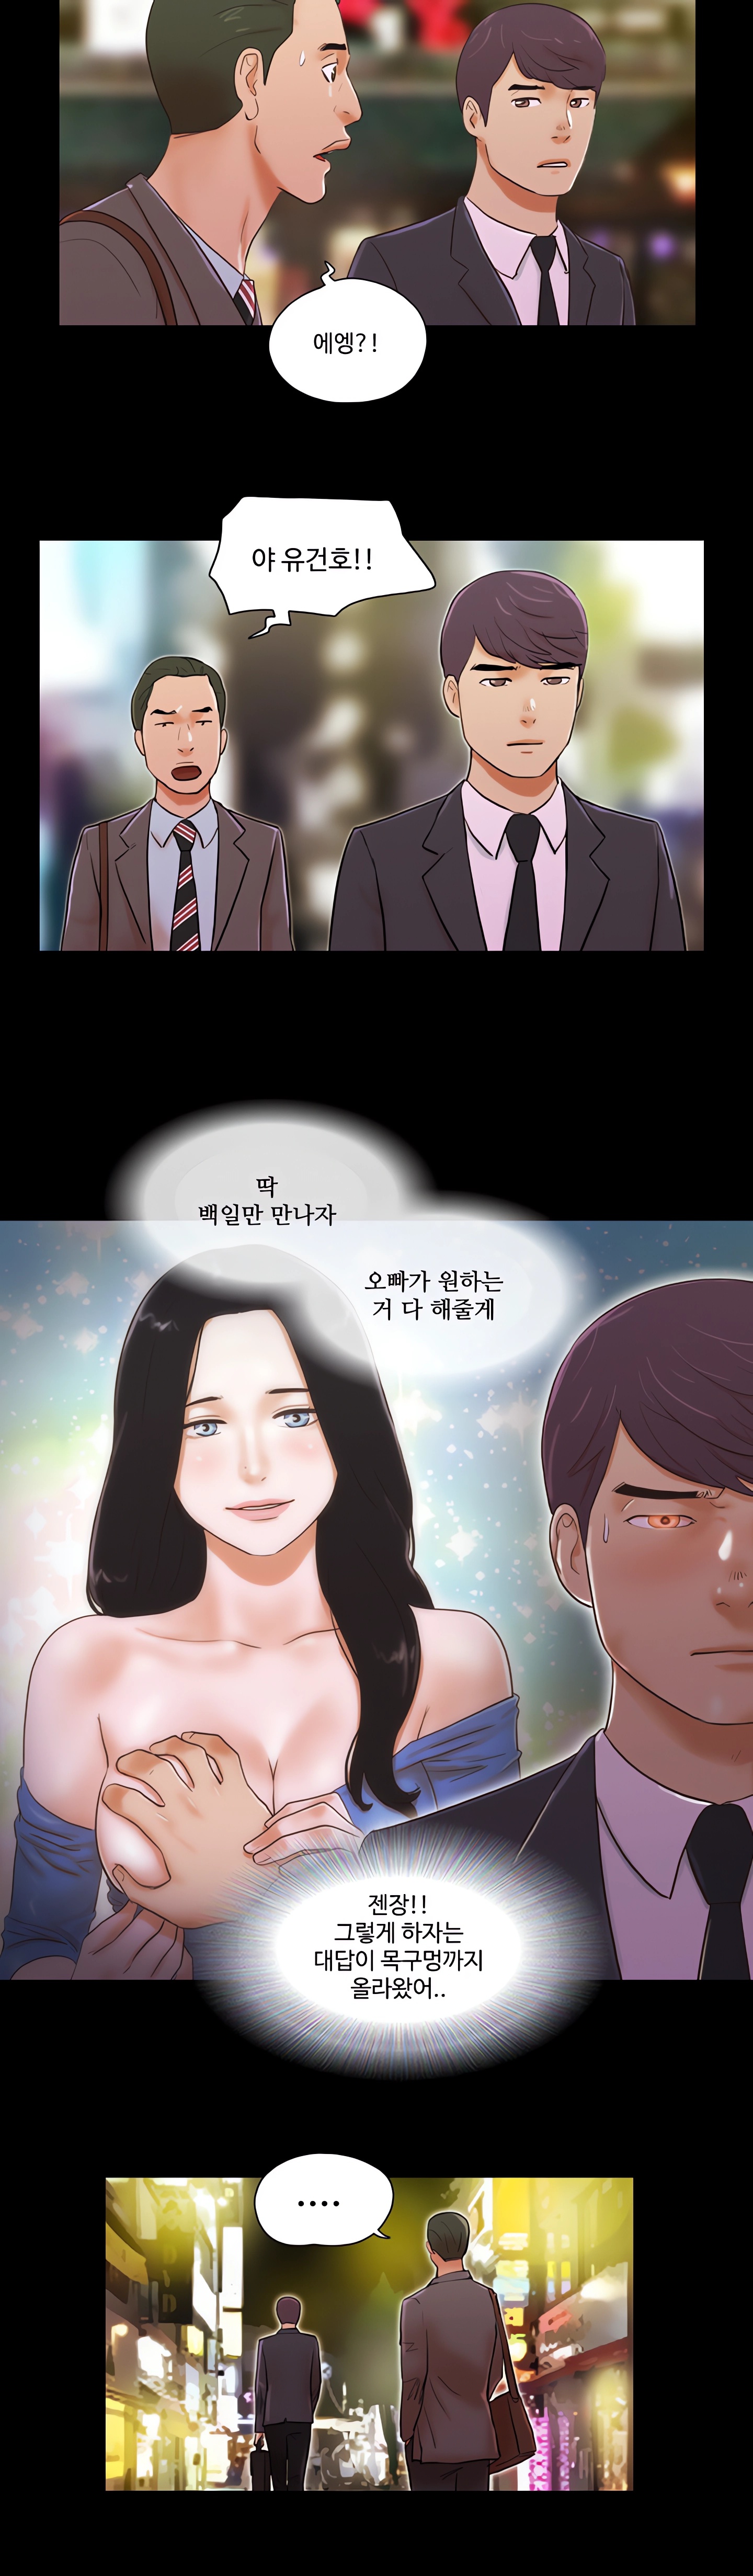 에엥?!
야 유건호!!
딱
백일만 만나자
오빠가 원하는
거 다 해줄게
젠장!!
그렇게 하자는
대답이 목구멍까지
올라왔어..
....